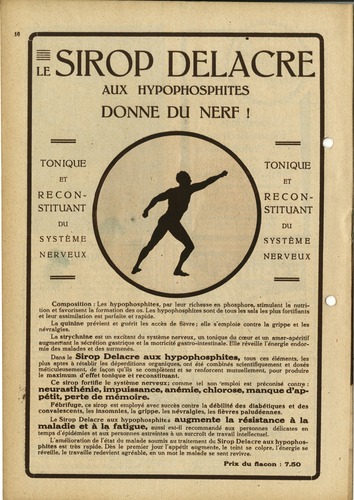 16
LE SIROP DELACRE
AUX HYPOPHOSPHITES
DONNE DU NERF !
TONIQUE
ET
RECON-
STITUANT
DU
SYSTÈME
NERVEUX
TONIQUE
ET
RECON-
STITUANT
DU
SYSTÈME
NERVEUX
Composition : Les hypophosphites, par leur richesse en phosphore, stimulent la nutri-
tion et favorisent la formation des os. Les hypophosphites sont de tous les sels les plus fortifiants
et leur assimilation est parfaite et rapide.
La quinine prévient et guérit les accès de fièvre; elle s'emploie contre la grippe et les
névralgies.
La strychnine est un excitant du système nerveux, un tonique du cœur et un amer-apéritif
augmentant la sécrétion gastrique et la motricité gastro-intestinale. Elle réveille l'énergie endor-
mie des malades et des surmenés.
Dans le Sirop Delacre aux hypophosphites, tous ces éléments, les
plus aptes à rétablir les déperditions organiques, ont été combinés scientifiquement et dosés
méticuleusement, de façon qu'ils se complètent et se renforcent mutuellement, pour produire
le maximum d'effet tonique et reconstituant.
Ce sirop fortifie le système nerveux; comme tel son emploi est préconisé contre :
neurasthénie, impuissance, anémie, chlorose, manque d'ap-
pétit, perte de mémoire.
Fébrifuge, ce sirop est employé avec succès contre la débilité des diabétiques et des
convalescents, les insomnies, la grippe, les névralgies, les fièvres paludéennes.
Le Sirop Delacre aux hypophosphites augmente la résistance à la
maladie et à la fatigue, aussi est-il recommandé aux personnes délicates en
temps d'épidémies et aux personnes astreintes à un surcroît de travail intellectuel.
L'amélioration de l'état du malade soumis au traitement du Sirop Delacre aux hypophos-
phites est très rapide. Dès le premier jour l'appétit augmente, le teint se colore, l'énergie se
réveille, le travaille redevient agréable, en un mot le malade se sent revivre.
Prix du flacon : 7.50